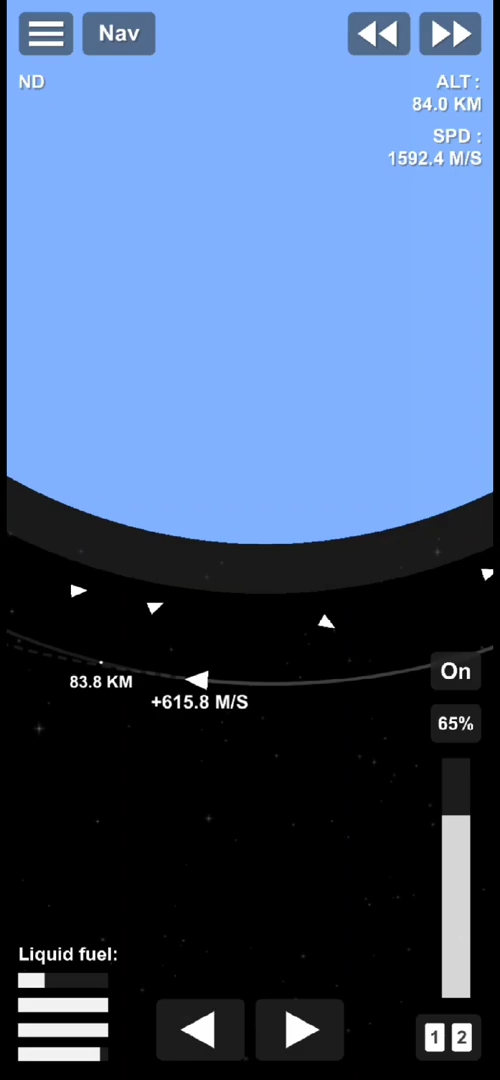 Nav
ND
ALT :
84.0 KM
SPD :
1592.4 M/S
83.8 KM
+615.8 M/S
On
65%
Liquid fuel:
1 2